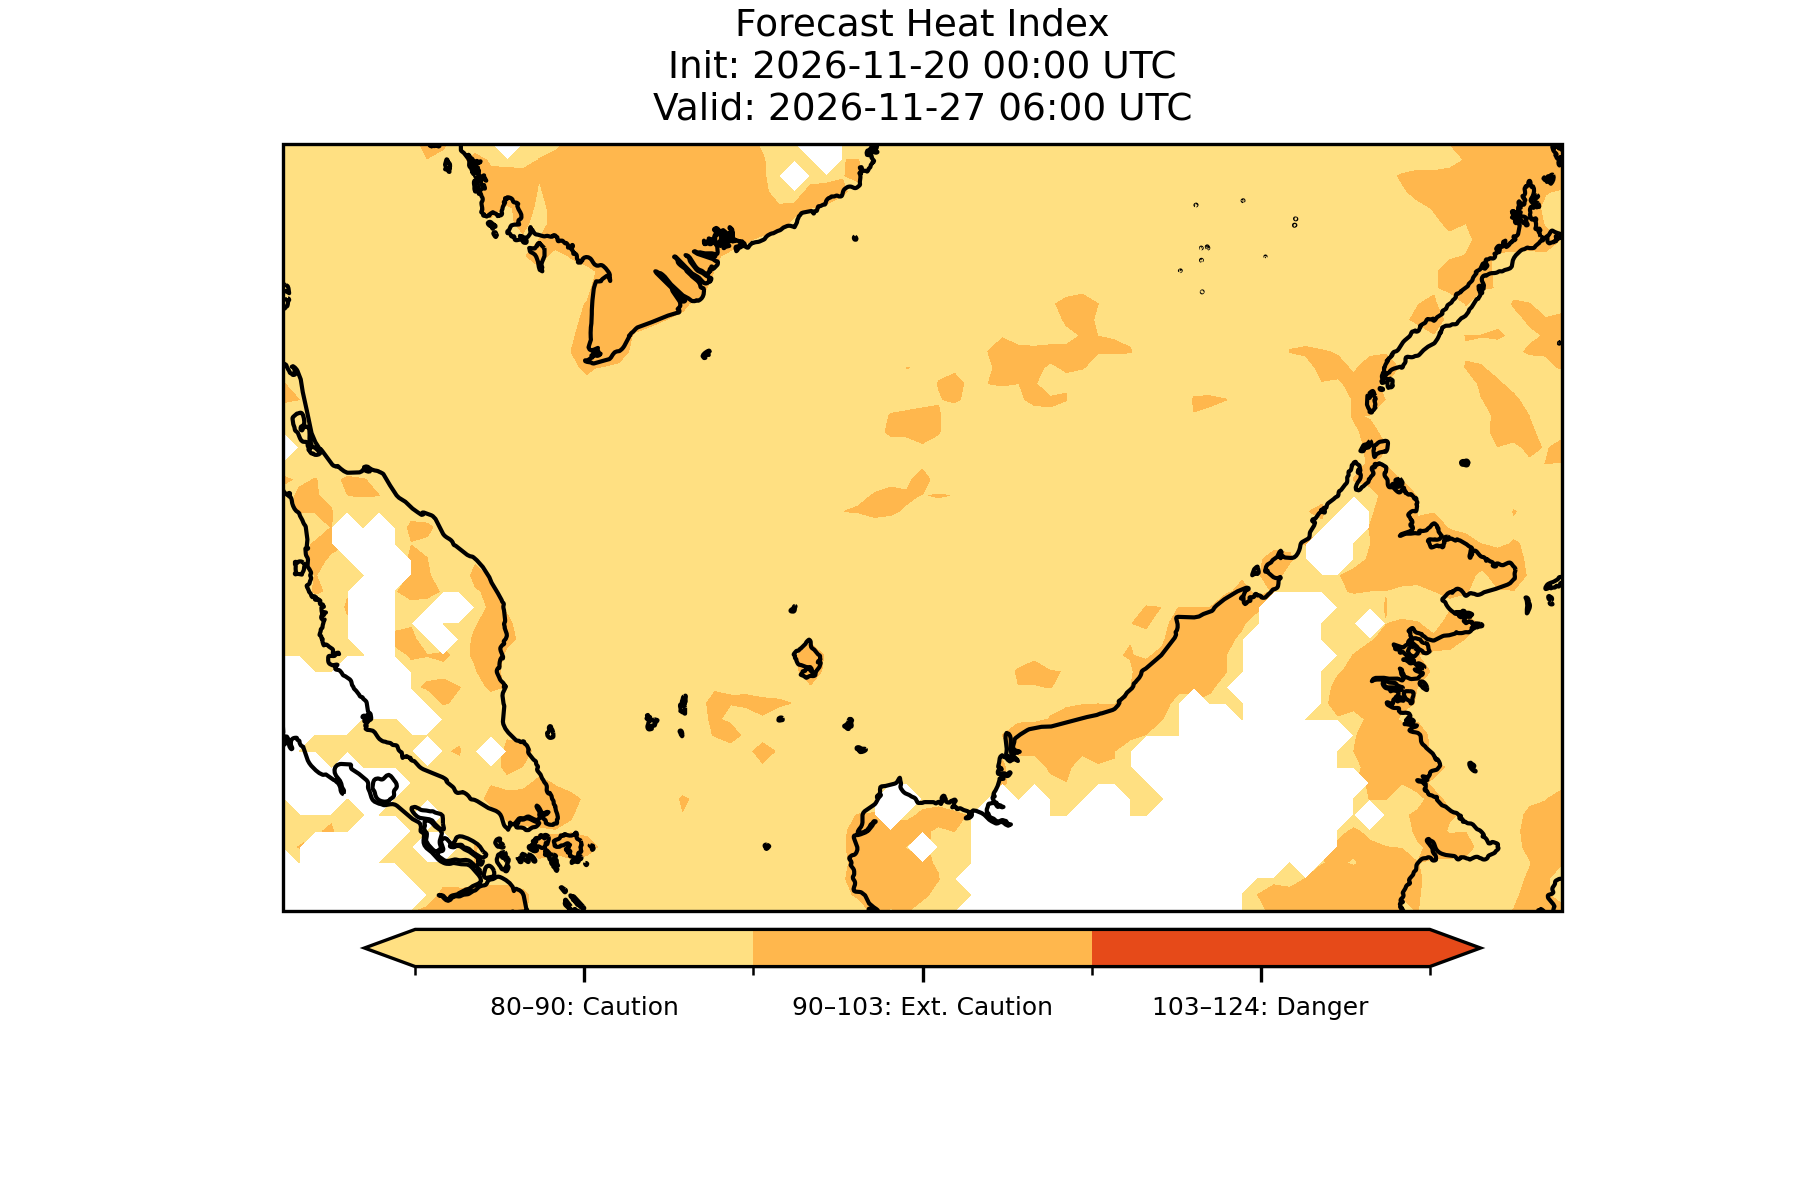 Forecast Heat Index
Init: 2026-11-20 00:00 UTC
Valid: 2026-11-27 06:00 UTC
80–90: Caution
90–103: Ext. Caution
103–124: Danger